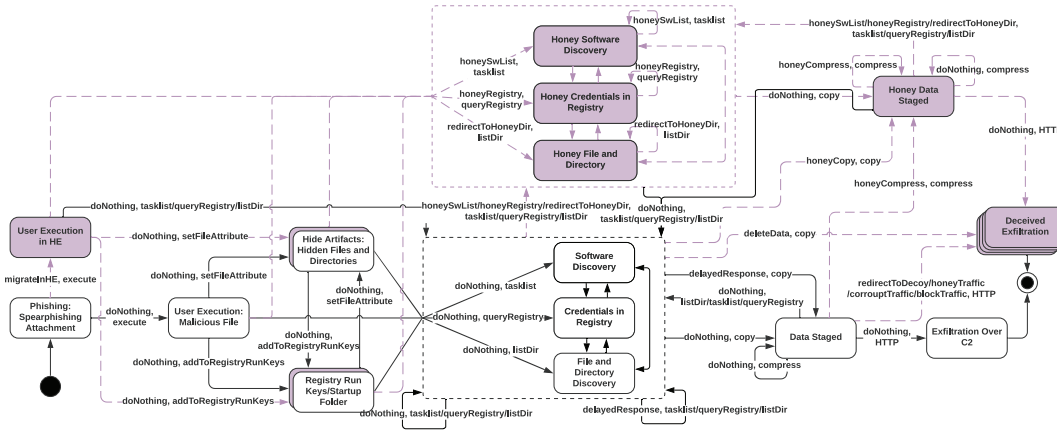 honeySwList, tasklist
Honey Software
Discovery
honeySwList,
tasklist
honeyRegistry,
queryRegistry
honeyRegistry,
queryRegistry
Honey Credentials in
Registry
redirectToHoneyDir,
listDir
redirectToHoneyDir,
listDir
Honey File and
Directory
honeySwList/honeyRegistry/redirectToHoneyDir,
tasklist/queryRegistry/listDir
honeyCompress, compress
doNothing, compress
Honey Data
Staged
doNothing, copy
doNothing, HTTP
honeyCopy, copy
honeyCompress, compress
doNothing, tasklist/queryRegistry/listDir
honeySwList/honeyRegistry/redirectToHoneyDir,
tasklist/queryRegistry/listDir
doNothing,
tasklist/queryRegistry/listDir
User Execution
in HE
doNothing, setFileAttribute
Hide Artifacts:
Hidden Files and
Directories
deleteData, copy
Deceived
Exfiltration
migrateInHE, execute
doNothing, setFileAttribute
doNothing, tasklist
Software
Discovery
delayedResponse, copy
redirectToDecoy/honeyTraffic
/corrouptTraffic/blockTraffic, HTTP
Phishing:
Spearphishing
Attachment
doNothing,
execute
User Execution:
Malicious File
doNothing,
setFileAttribute
doNothing, queryRegistry
Credentials in
Registry
doNothing,
listDir/tasklist/queryRegistry
doNothing,
addToRegistryRunKeys
doNothing, copy
Data Staged
doNothing,
HTTP
Exfiltration Over
C2
doNothing, addToRegistryRunKeys
doNothing, listDir
File and
Directory
Discovery
doNothing, compress
doNothing, addToRegistryRunKeys
Registry Run
Keys/Startup
Folder
doNothing, tasklist/queryRegistry/listDir
delayedResponse, tasklist/queryRegistry/listDir